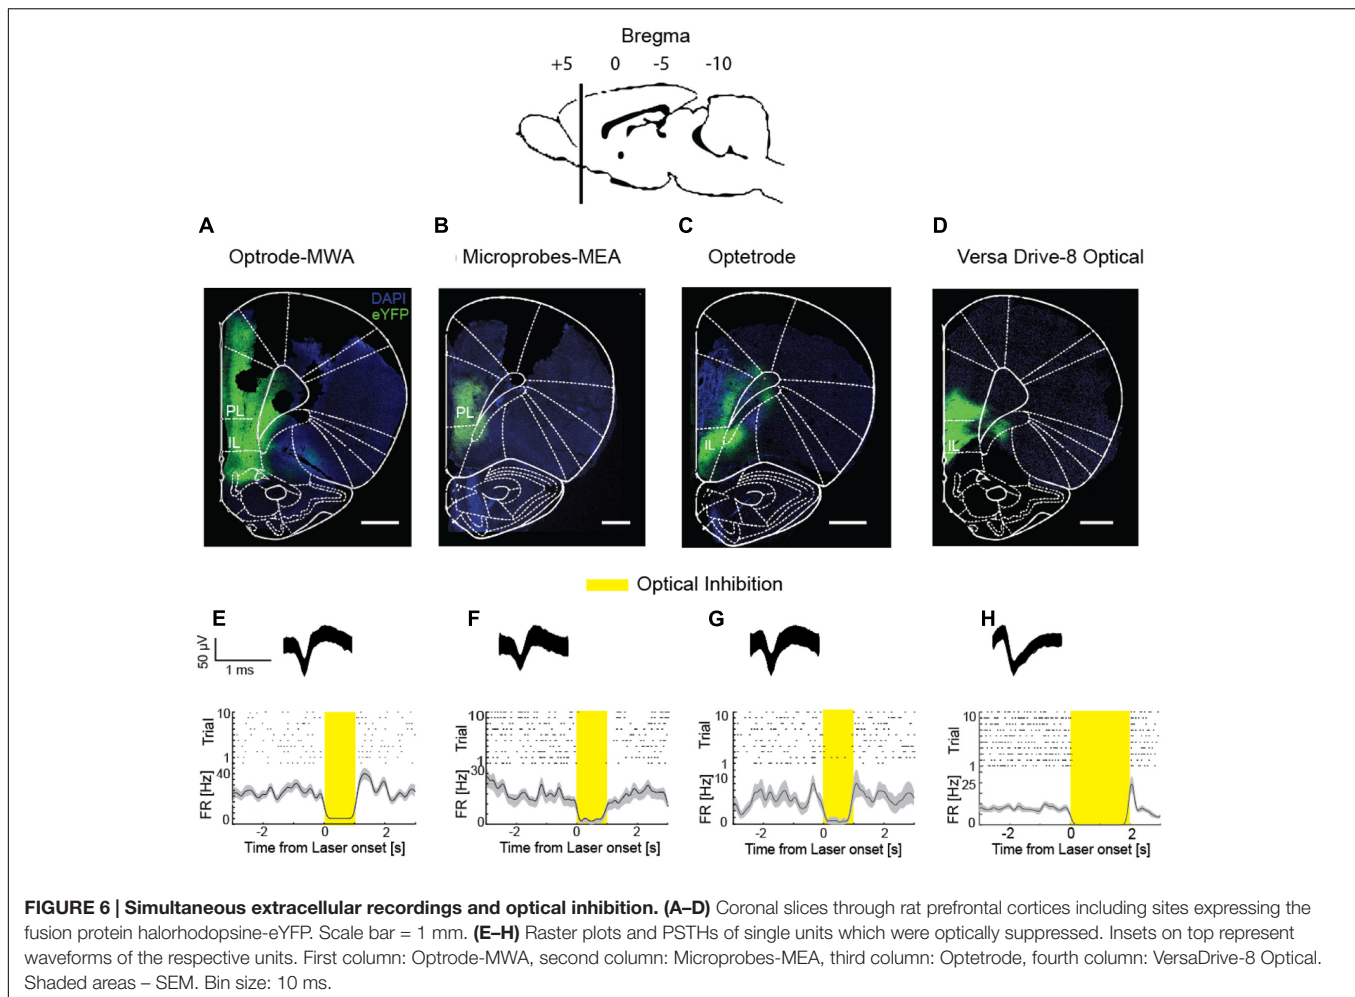 Bregma
+5 0 -5 -10
A B C D
Optrode-MWA Microprobes-MEA Optetrode Versa Drive-8 Optical
DAPI
eYFP
PL
IL
PL
IL
IL
Optical Inhibition
E F G H
50 µV
1 ms
10
Trial
1
40
FR [Hz]
0
-2 0 2
Time from Laser onset [s]
10
Trial
1
30
FR [Hz]
0
-2 0 2
Time from Laser onset [s]
10
Trial
1
10
FR [Hz]
0
-2 0 2
Time from Laser onset [s]
10
Trial
1
25
FR [Hz]
0
-2 0 2
Time from Laser onset [s]
FIGURE 6 | Simultaneous extracellular recordings and optical inhibition. (A–D) Coronal slices through rat prefrontal cortices including sites expressing the
fusion protein halorhodopsine-eYFP. Scale bar = 1 mm. (E–H) Raster plots and PSTHs of single units which were optically suppressed. Insets on top represent
waveforms of the respective units. First column: Optrode-MWA, second column: Microprobes-MEA, third column: Optetrode, fourth column: VersaDrive-8 Optical.
Shaded areas – SEM. Bin size: 10 ms.